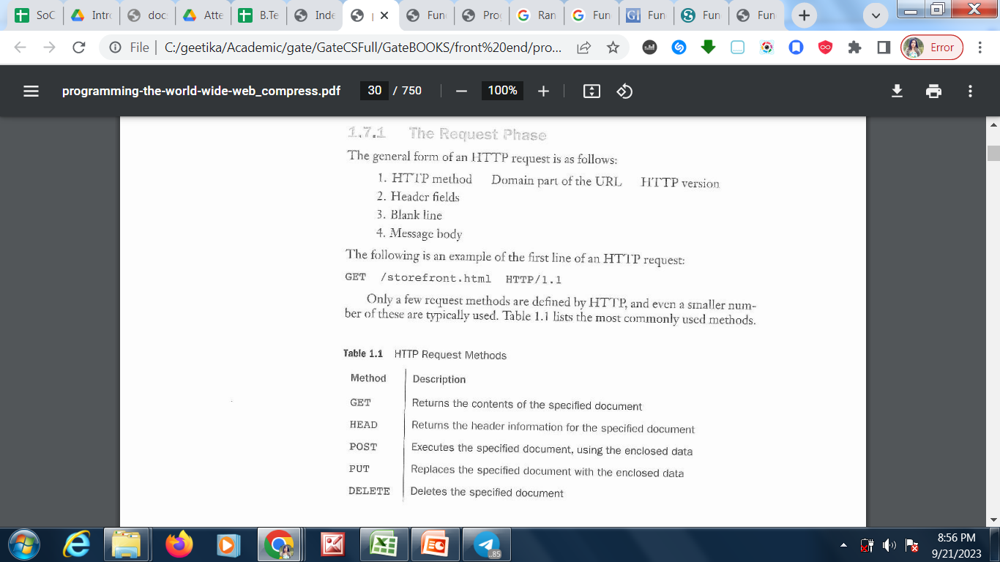 SoC
Intro
doc
Atte
B.Te
Inde
p
Fun
Prog
Ran
Fun
Fun
Fun
Fun
File
C:/geetika/Academic/gate/GateCSFull/GateBOOKS/front%20end/pro...
Error
programming-the-world-wide-web_compress.pdf
30 / 750
100%
1.7.1 The Request Phase
The general form of an HTTP request is as follows:
1. HTTP method Domain part of the URL HTTP version
2. Header fields
3. Blank line
4. Message body
The following is an example of the first line of an HTTP request:
GET /storefront.html HTTP/1.1
Only a few request methods are defined by HTTP, and even a smaller num-
ber of these are typically used. Table 1.1 lists the most commonly used methods.
Table 1.1 HTTP Request Methods
Method Description
GET Returns the contents of the specified document
HEAD Returns the header information for the specified document
POST Executes the specified document, using the enclosed data
PUT Replaces the specified document with the enclosed data
DELETE Deletes the specified document
85
8:56 PM
9/21/2023